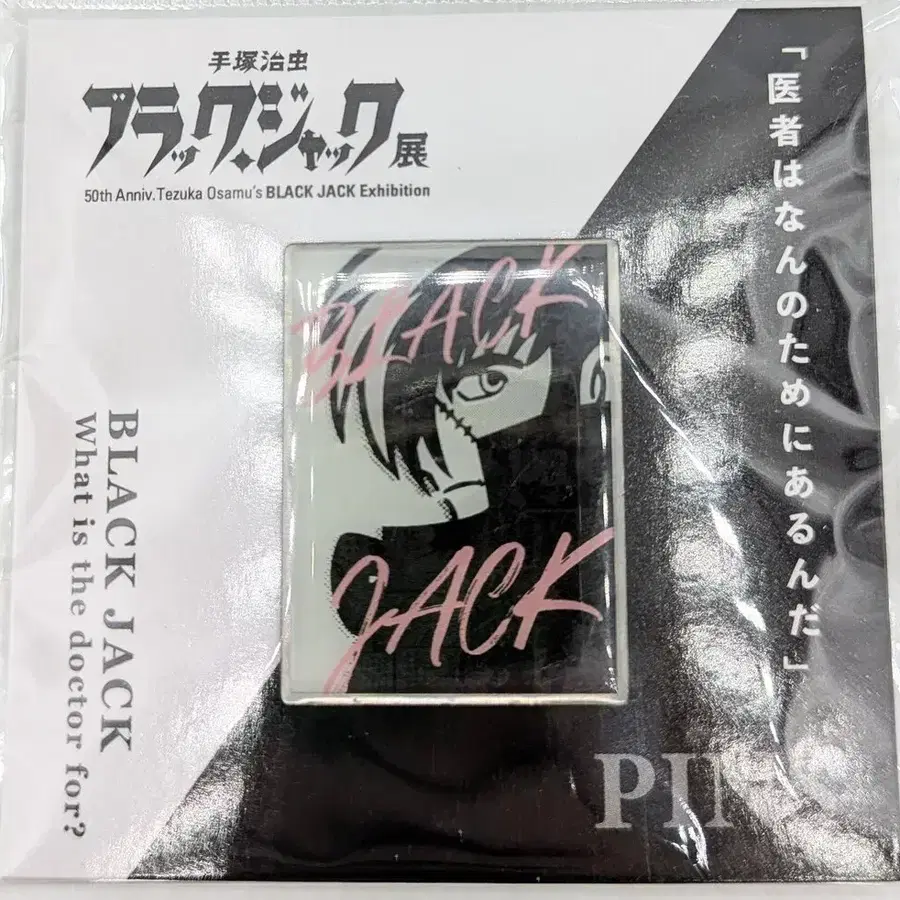 手塚治虫
ブラック・ジャック展
50th Anniv.Tezuka Osamu's BLACK JACK Exhibition
「医者はなんのためにあるんだ」
BLACK
JACK
BLACK JACK
What is the doctor for?